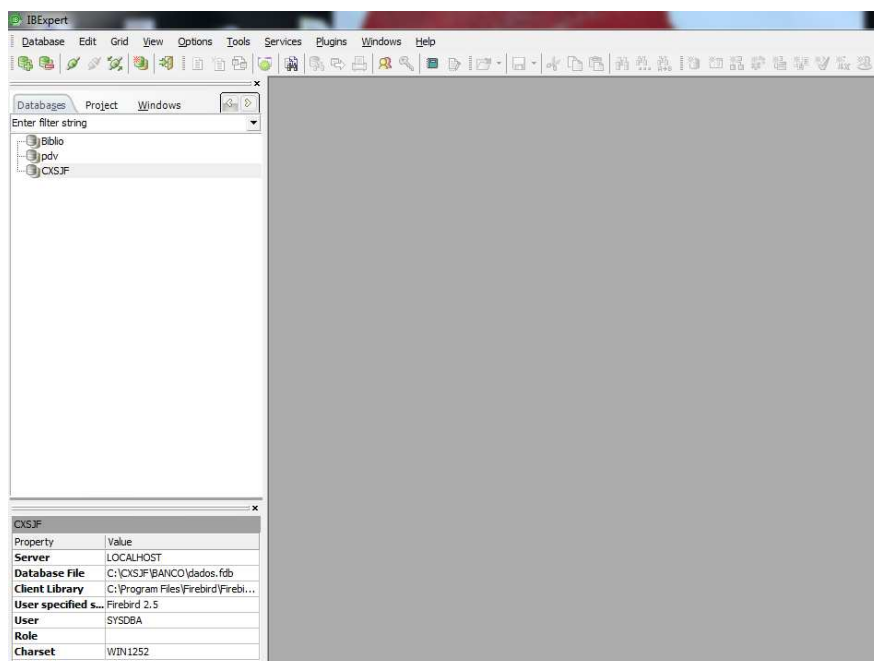 IBExpert
Database Edit Grid View Options Tools Services Plugins Windows Help
Databases Project Windows
Enter filter string
Biblio
pdv
CXSJF
CXSJF
Property Value
Server LOCALHOST
Database File C:\CXSJF\BANCO\dados.fdb
Client Library C:\Program Files\Firebird\Firebi...
User specified s... Firebird 2.5
User SYSDBA
Role
Charset WIN1252